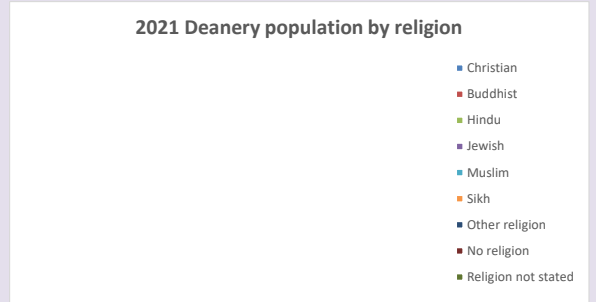 2021 Deanery population by religion
Christian
Buddhist
Hindu
Jewish
Muslim
Sikh
Other religion
No religion
Religion not stated